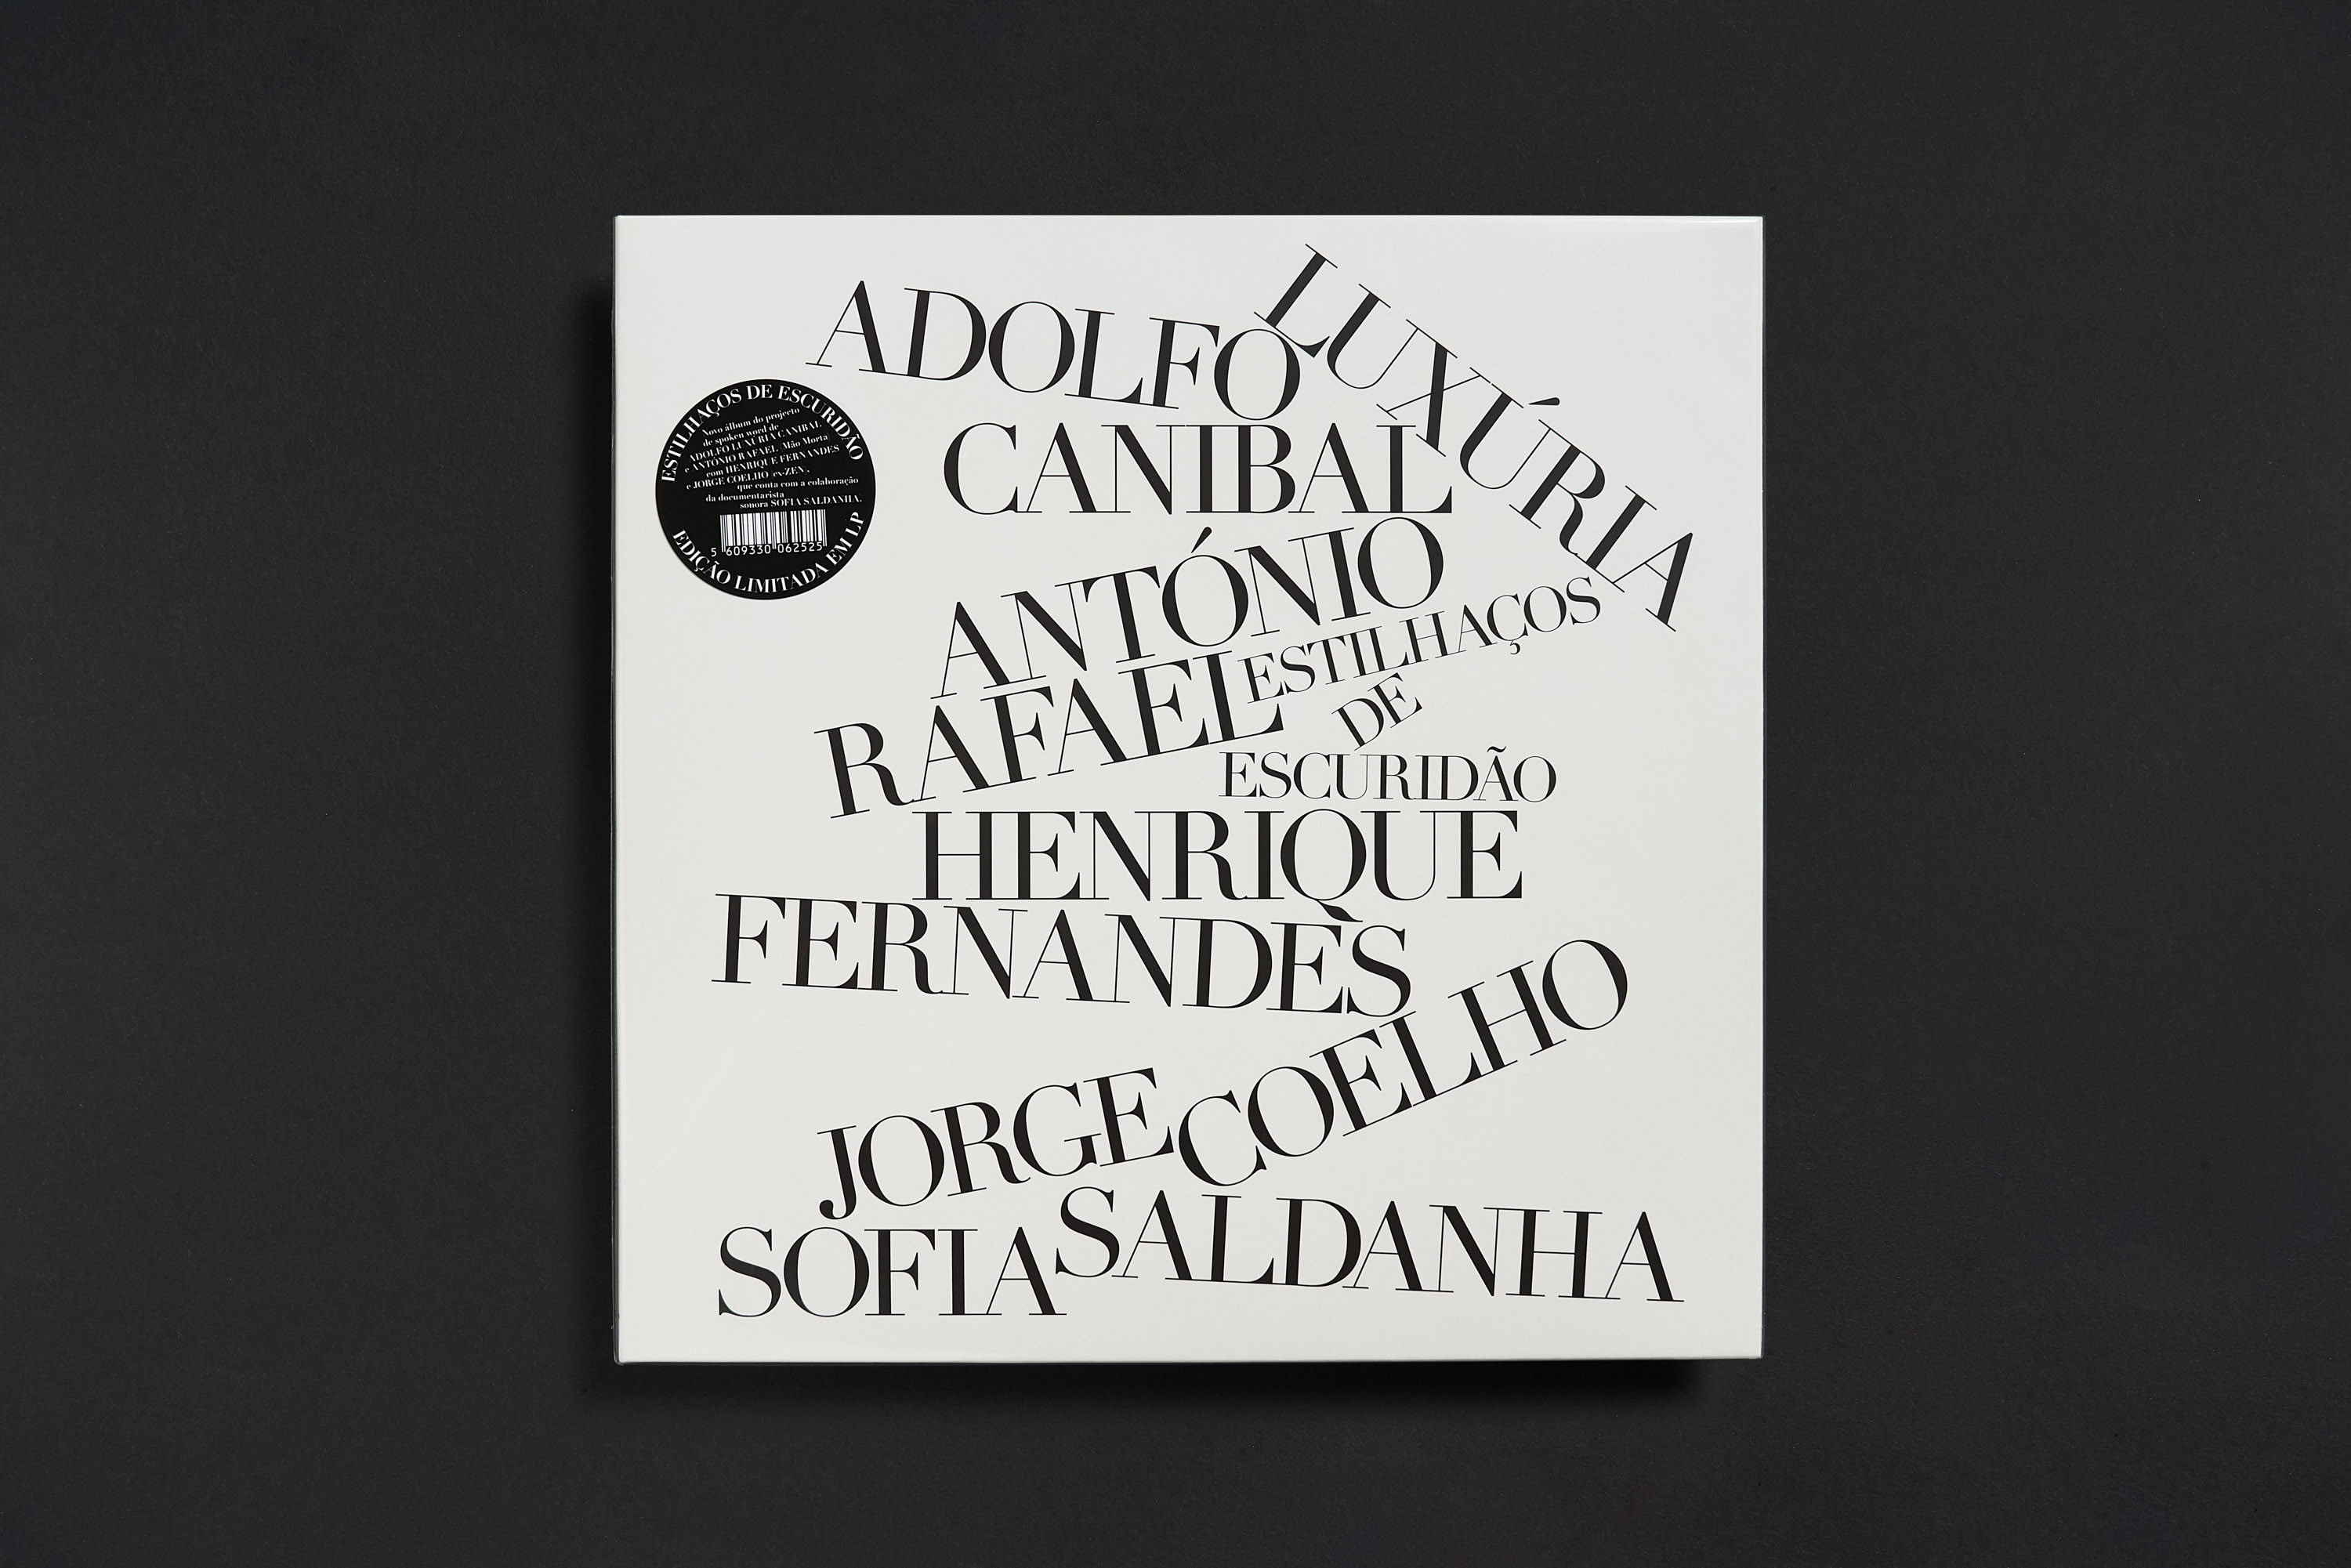 ADOLFO
LUXÚRIA
CANIBAL
ANTÓNIO
RAFAEL
ESTILHAÇOS
DE
ESCURIDÃO
HENRIQUE
FERNANDES
JORGE
COELHO
SOFIA
SALDANHA
ESTILHAÇOS DE ESCURIDÃO
Novo álbum do projecto
de spoken word de
ADOLFO LUXÚRIA CANIBAL
e ANTÓNIO RAFAEL (Mão Morta)
com HENRIQUE FERNANDES
e JORGE COELHO (ex-ZEN),
que conta com a colaboração
da documentarista
sonora SOFIA SALDANHA.
5 609330 062525
EDIÇÃO LIMITADA EM LP